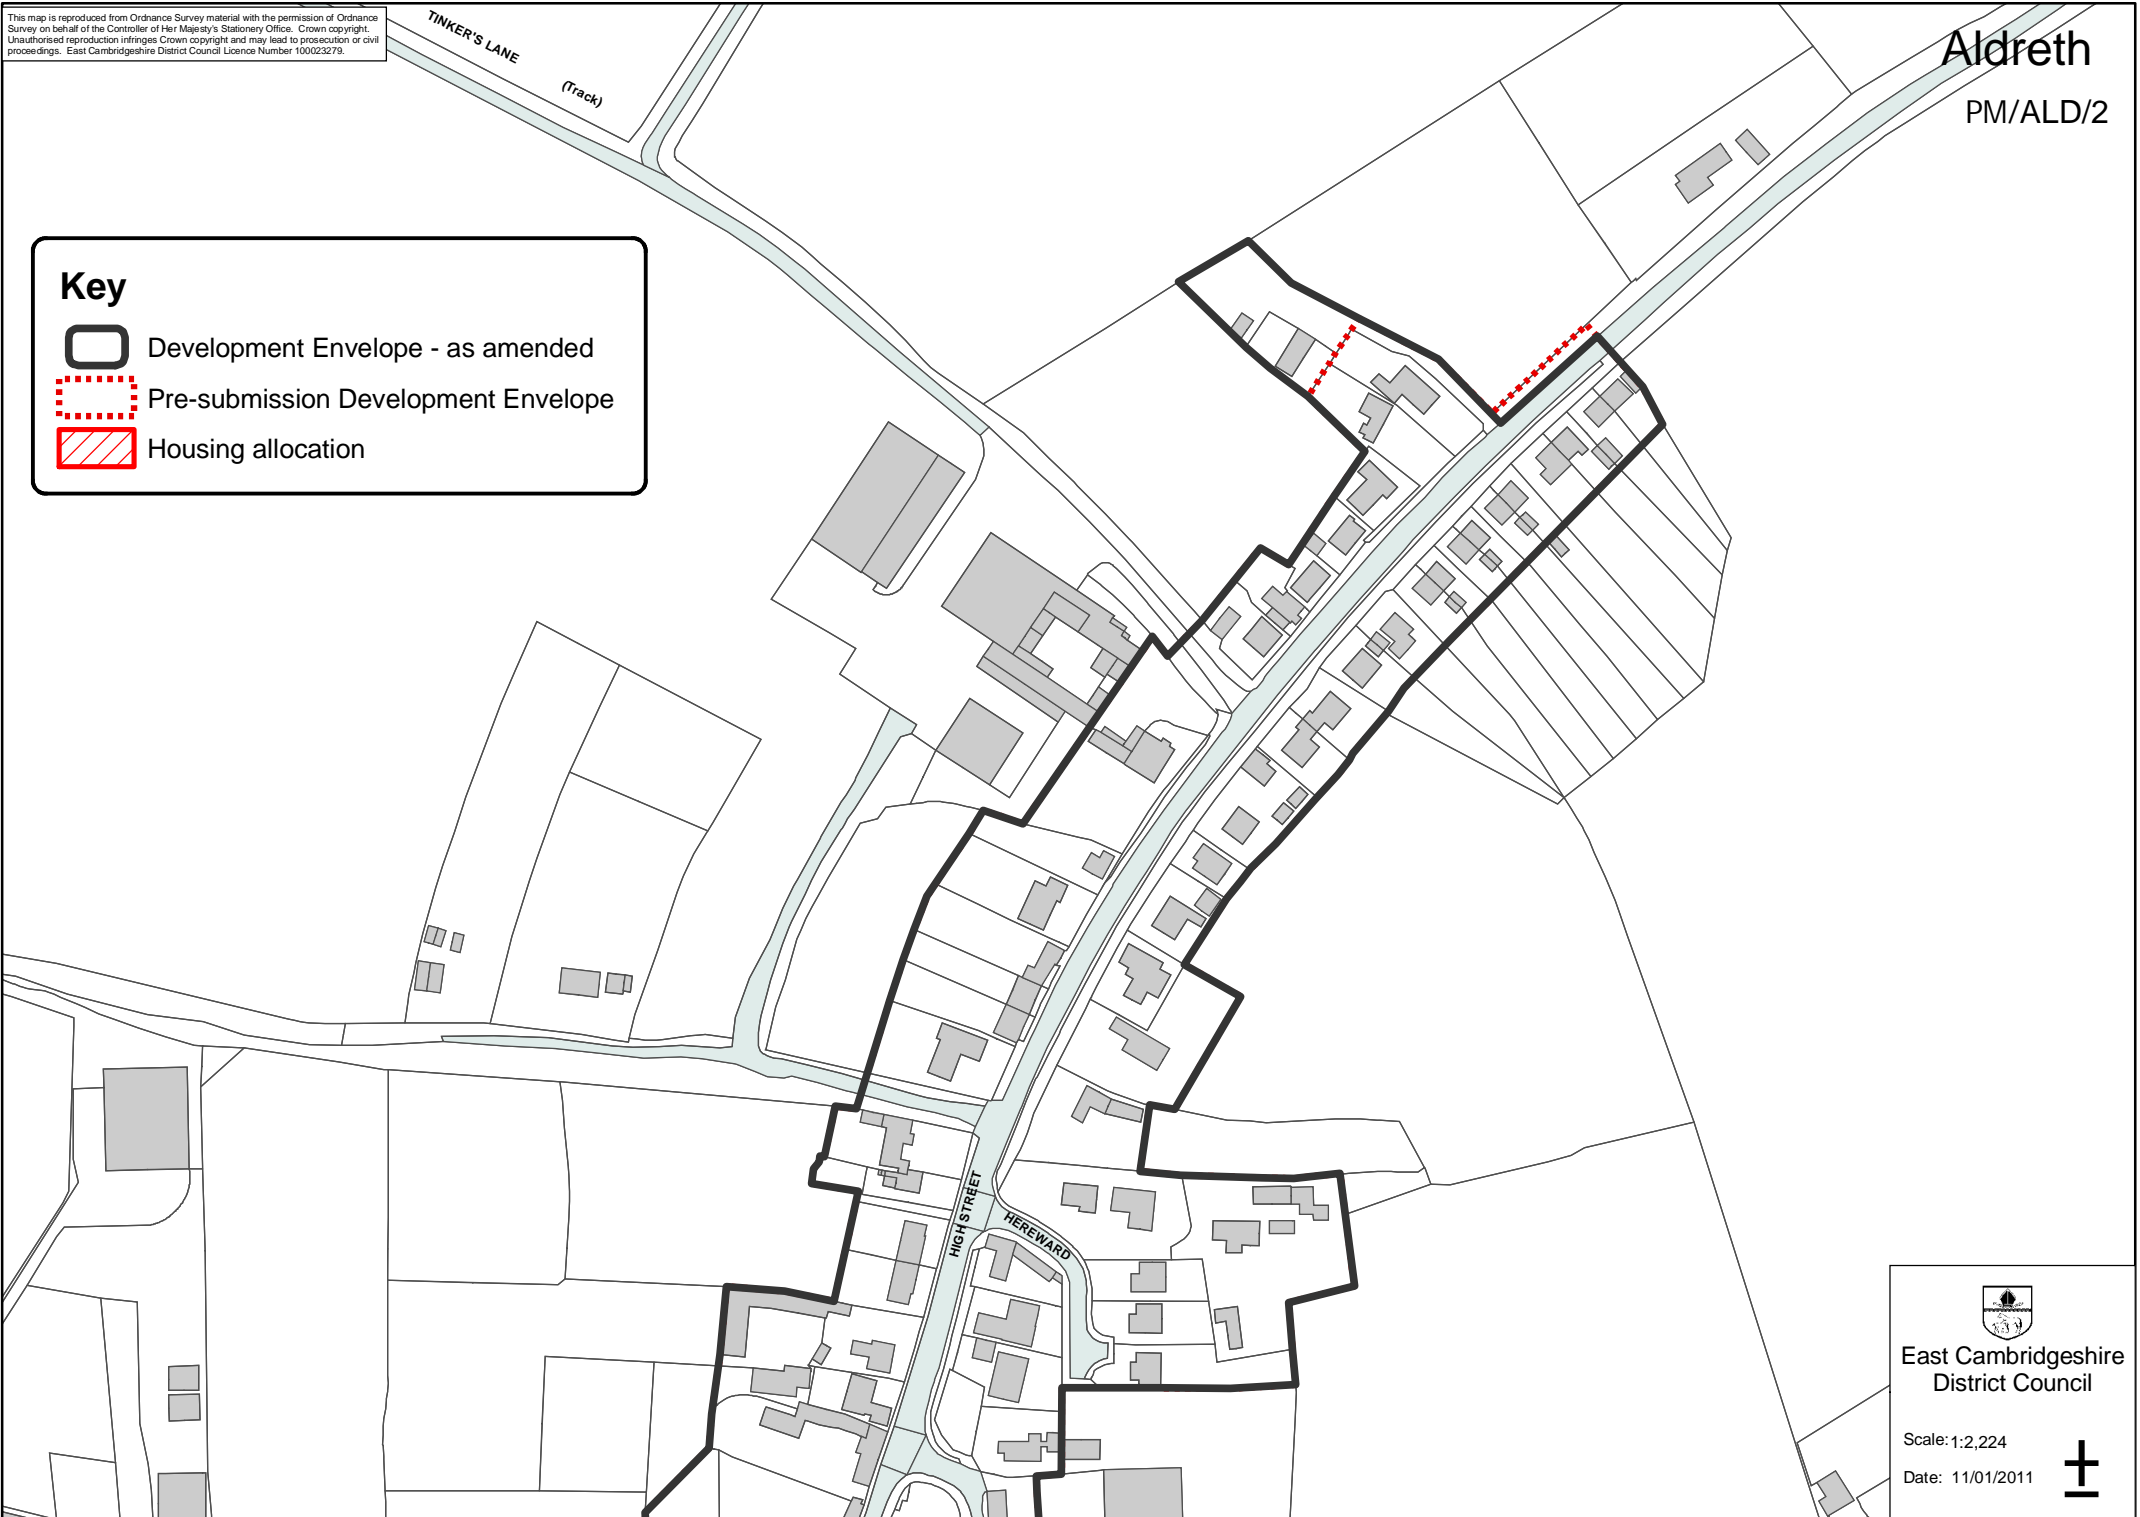 This map is reproduced from Ordnance Survey material with the permission of Ordnance
Survey on behalf of the Controller of Her Majesty's Stationery Office. Crown copyright.
Unauthorised reproduction infringes Crown copyright and may lead to prosecution or civil
proceedings. East Cambridgeshire District Council Licence Number 100023279.
TINKER'S LANE
(Track)
Aldreth
PM/ALD/2
Key
Development Envelope - as amended
Pre-submission Development Envelope
Housing allocation
HIGH STREET
HEREWARD
East Cambridgeshire
District Council
Scale: 1:2,224
Date: 11/01/2011